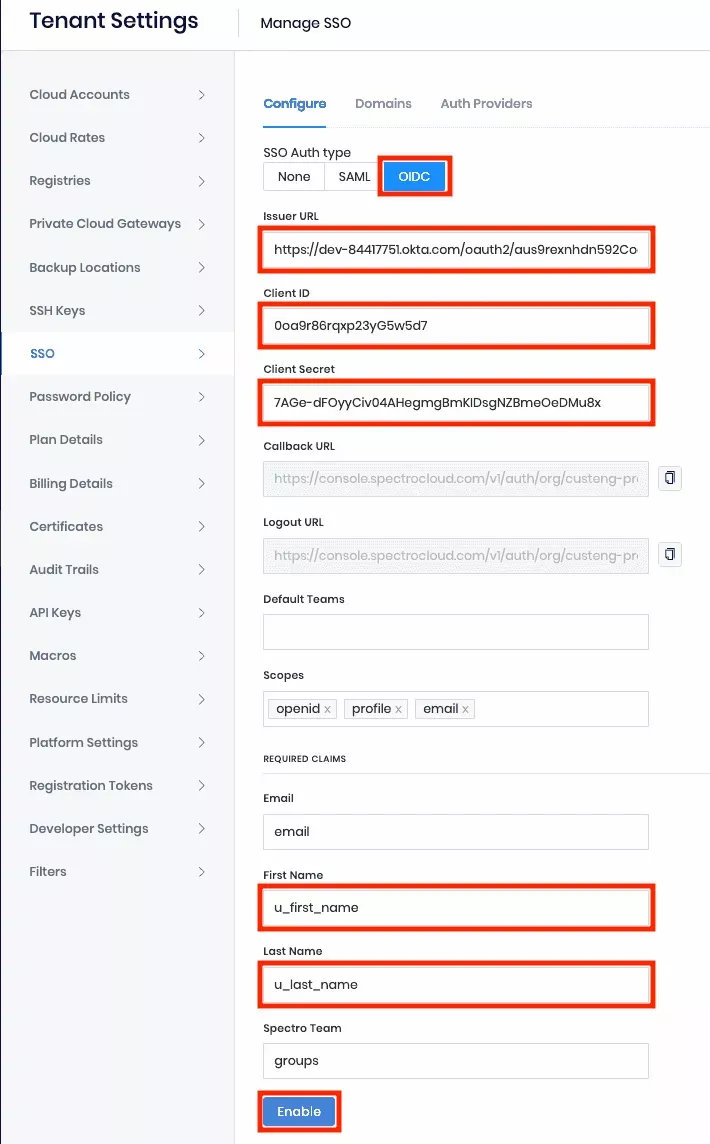 Tenant Settings
Manage SSO
Cloud Accounts
Cloud Rates
Registries
Private Cloud Gateways
Backup Locations
SSH Keys
SSO
Password Policy
Plan Details
Billing Details
Certificates
Audit Trails
API Keys
Macros
Resource Limits
Platform Settings
Registration Tokens
Developer Settings
Filters
Configure Domains Auth Providers
SSO Auth type
None SAML OIDC
Issuer URL
https://dev-84417751.okta.com/oauth2/aus9rexnhdn592Co
Client ID
0oa9r86rqxp23yG5w5d7
Client Secret
7AGe-dFOyyCiv04AHegmgBmKlDsgNZBmeOeDMu8x
Callback URL
https://console.spectrocloud.com/v1/auth/org/custeng-pr
Logout URL
https://console.spectrocloud.com/v1/auth/org/custeng-pr
Default Teams
Scopes
openid x profile x email x
REQUIRED CLAIMS
Email
email
First Name
u_first_name
Last Name
u_last_name
Spectro Team
groups
Enable